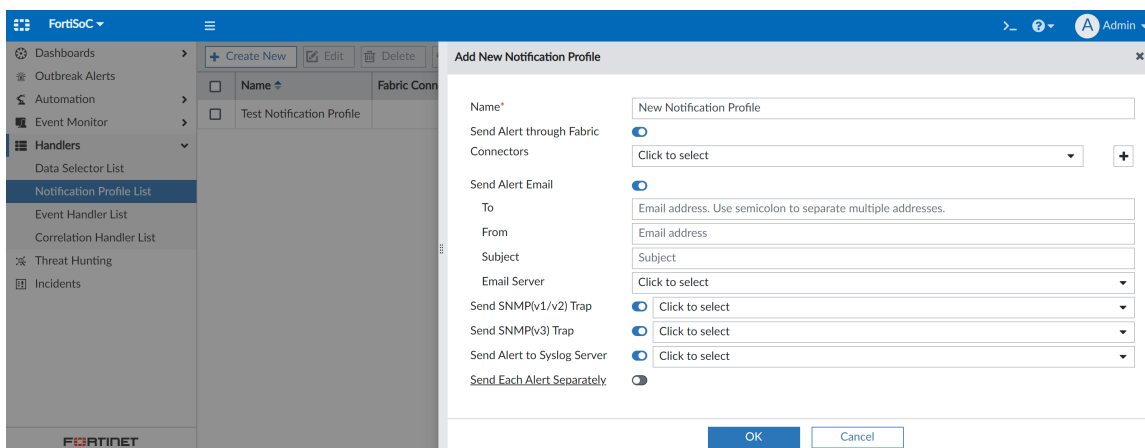 FortiSoC
>_
?
A
Admin
Dashboards
Outbreak Alerts
Automation
Event Monitor
Handlers
Data Selector List
Notification Profile List
Event Handler List
Correlation Handler List
Threat Hunting
Incidents
FORTINET
+ Create New
Edit
Delete
Name
Fabric Conn
Test Notification Profile
Add New Notification Profile
Name*
New Notification Profile
Send Alert through Fabric
Connectors
Click to select
+
Send Alert Email
To
Email address. Use semicolon to separate multiple addresses.
From
Email address
Subject
Subject
Email Server
Click to select
Send SNMP(v1/v2) Trap
Click to select
Send SNMP(v3) Trap
Click to select
Send Alert to Syslog Server
Click to select
Send Each Alert Separately
OK
Cancel